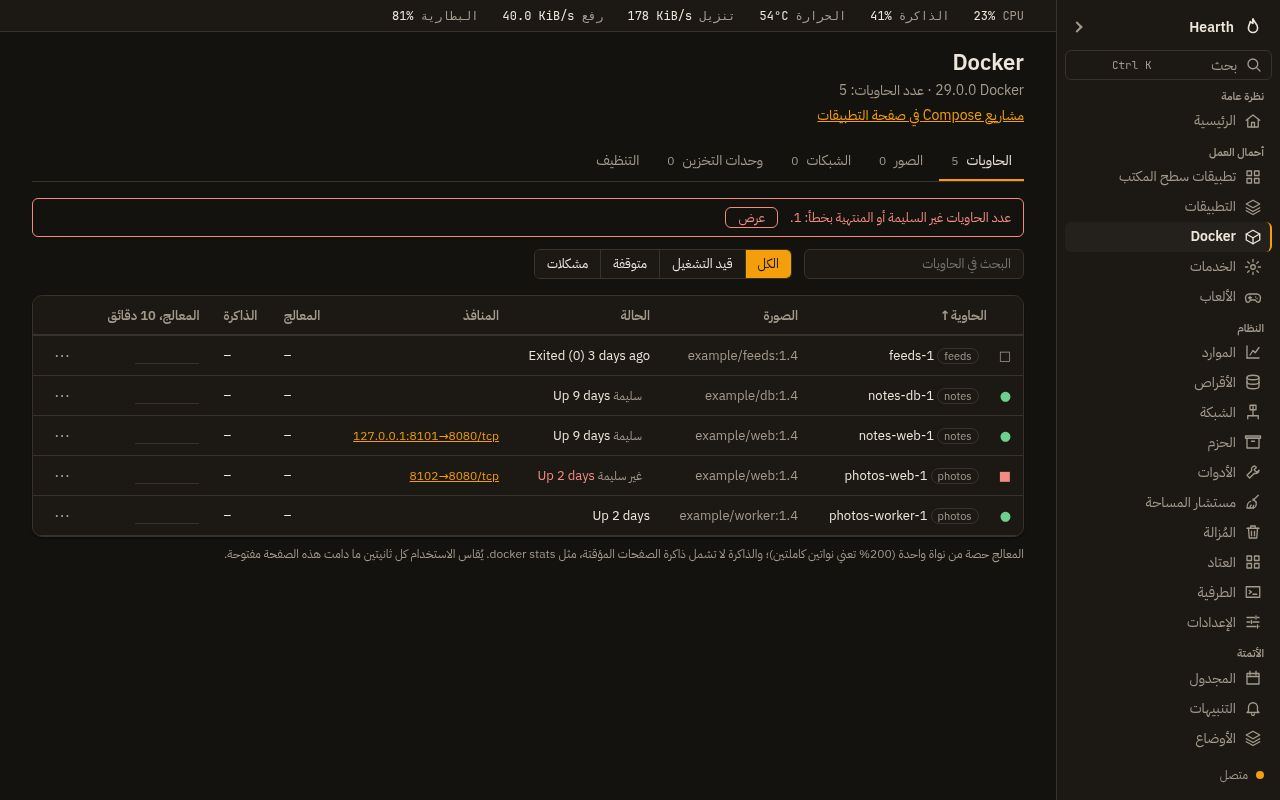 CPU 23% الذاكرة 41% الحرارة 54°C تنزيل 178 KiB/s رفع 40.0 KiB/s البطارية 81%
Hearth
بحث Ctrl K
نظرة عامة
الرئيسية
أحمال العمل
تطبيقات سطح المكتب
التطبيقات
Docker
الخدمات
الألعاب
النظام
الموارد
الأقراص
الشبكة
الحزم
الأدوات
مستشار المساحة
المُزالة
العتاد
الطرفية
الإعدادات
الأتمتة
المجدول
التنبيهات
الأوضاع
متصل
Docker
Docker 29.0.0 · عدد الحاويات: 5
مشاريع Compose في صفحة التطبيقات
الحاويات 5 الصور 0 الشبكات 0 وحدات التخزين 0 التنظيف
عدد الحاويات غير السليمة أو المنتهية بخطأ: 1. عرض
البحث في الحاويات الكل قيد التشغيل متوقفة مشكلات
الحاوية ↑ الصورة الحالة المنافذ المعالج الذاكرة المعالج، 10 دقائق
feeds feeds-1 example/feeds:1.4 Exited (0) 3 days ago – – ⋯
notes notes-db-1 example/db:1.4 سليمة Up 9 days – – ⋯
notes notes-web-1 example/web:1.4 سليمة Up 9 days 127.0.0.1:8101→8080/tcp – – ⋯
photos photos-web-1 example/web:1.4 غير سليمة Up 2 days 8102→8080/tcp – – ⋯
photos photos-worker-1 example/worker:1.4 Up 2 days – – ⋯
المعالج حصة من نواة واحدة (200% تعني نواتين كاملتين)؛ والذاكرة لا تشمل ذاكرة الصفحات المؤقتة، مثل docker stats. يُقاس الاستخدام كل ثانيتين ما دامت هذه الصفحة مفتوحة.